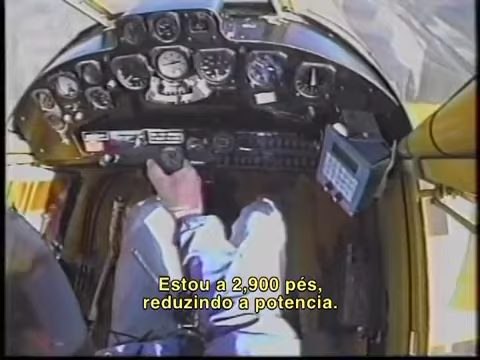 Estou a 2,900 pés,
reduzindo a potencia.